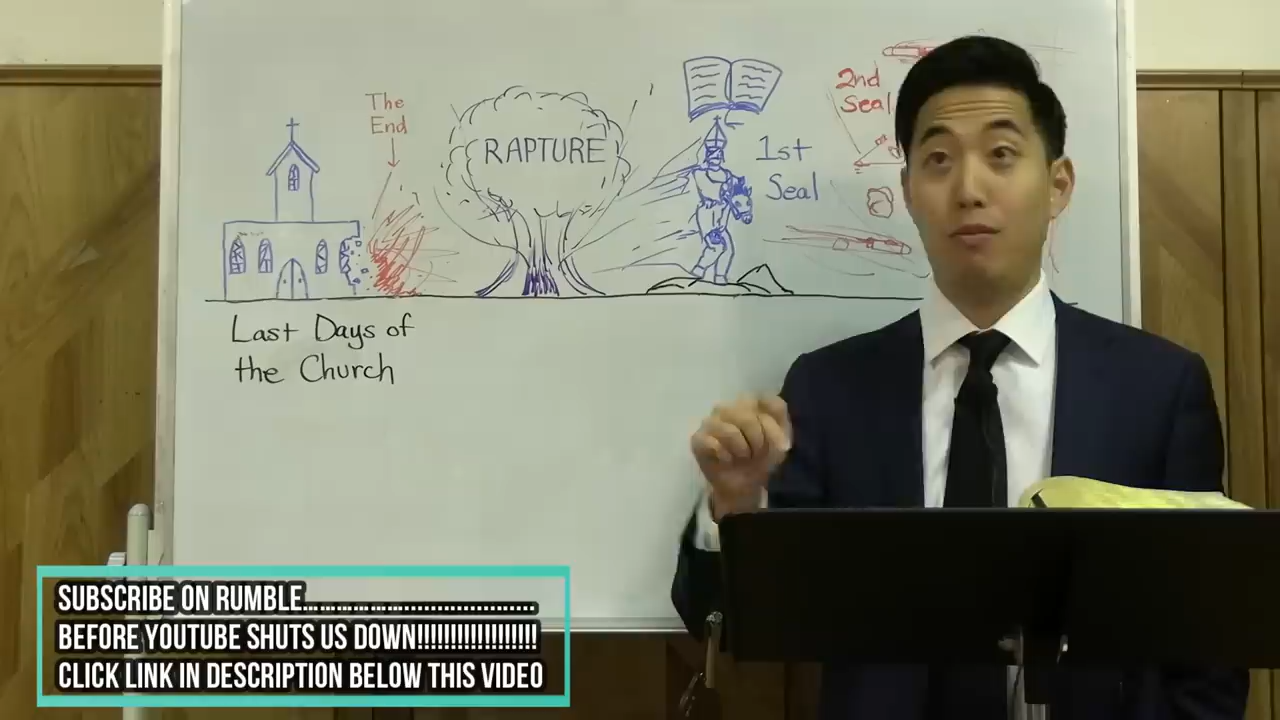 The
End
RAPTURE
1st
Seal
2nd
Seal
Last Days of
the Church
SUBSCRIBE ON RUMBLE.......................................
BEFORE YOUTUBE SHUTS US DOWN!!!!!!!!!!!!!!!!!!!
CLICK LINK IN DESCRIPTION BELOW THIS VIDEO